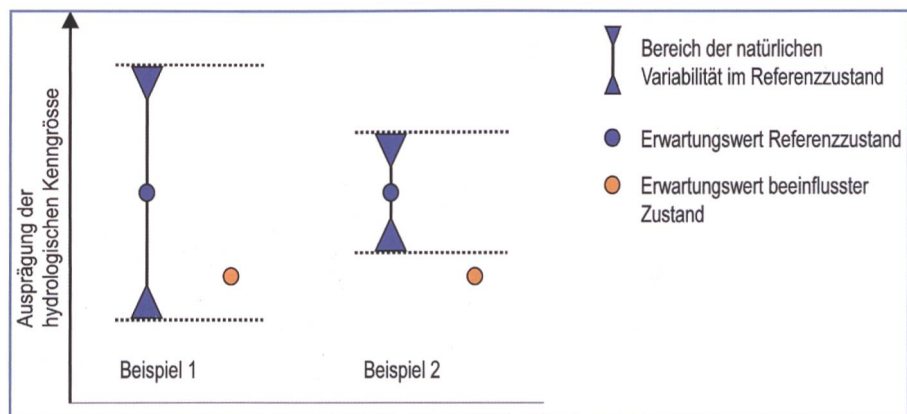 Ausprägung der
hydrologischen Kenngrösse
Beispiel 1
Beispiel 2
Bereich der natürlichen
Variabilität im Referenzzustand
Erwartungswert Referenzzustand
Erwartungswert beeinflusster
Zustand